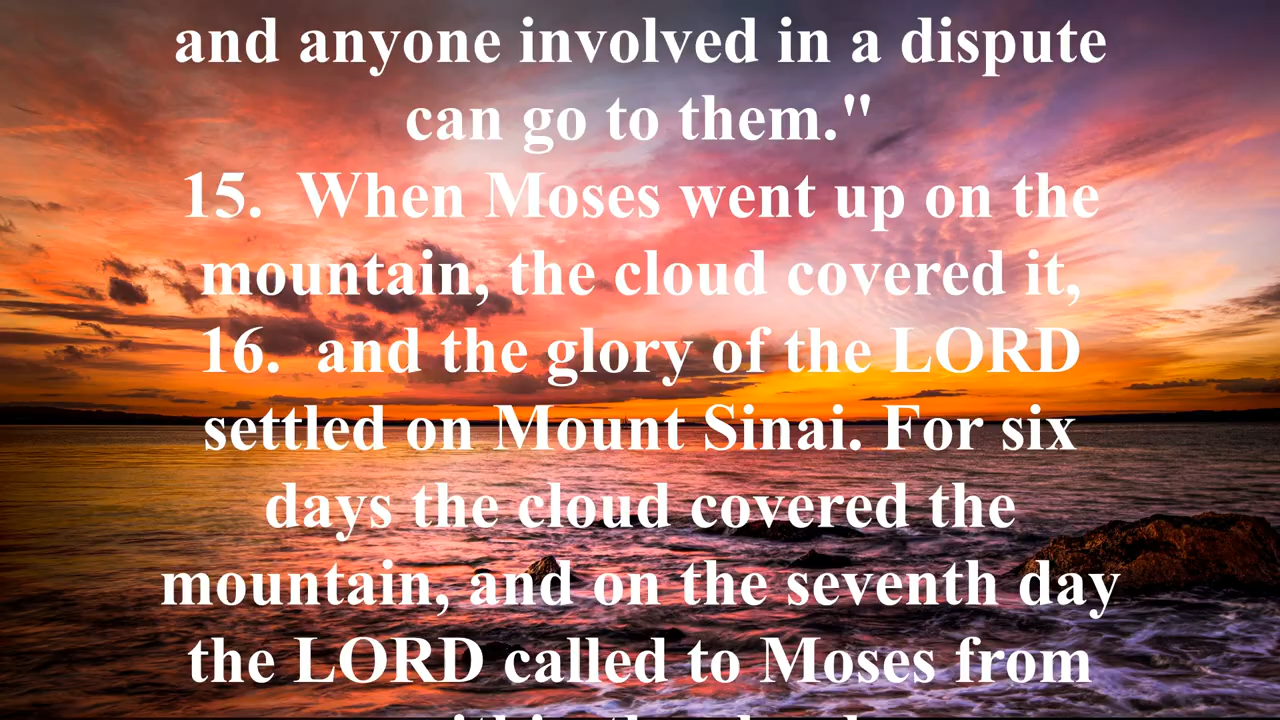 and anyone involved in a dispute
can go to them."
15.  When Moses went up on the
mountain, the cloud covered it,
16.  and the glory of the LORD
settled on Mount Sinai. For six
days the cloud covered the
mountain, and on the seventh day
the LORD called to Moses from